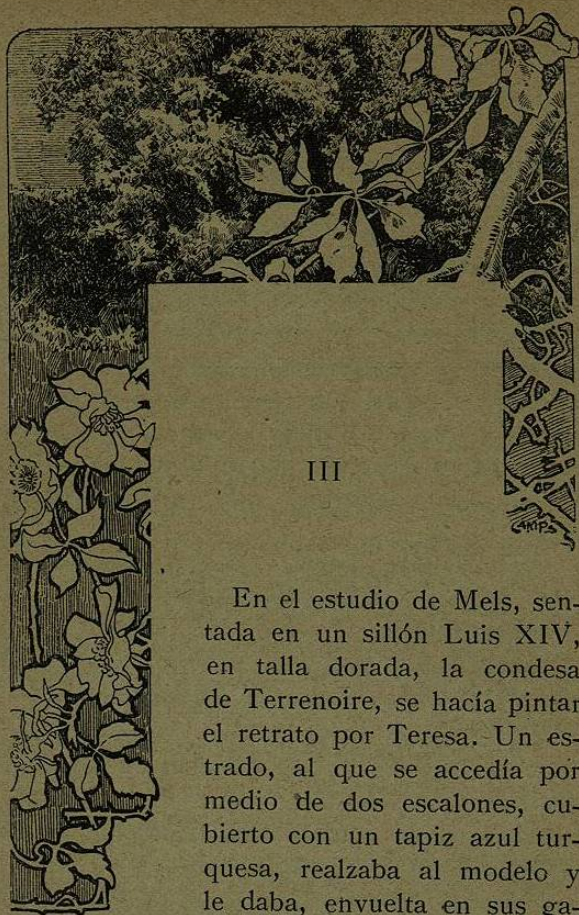 III
CAMPS
En el estudio de Mels, sen-
tada en un sillón Luis XIV,
en talla dorada, la condesa
de Terrenoire, se hacía pintar
el retrato por Teresa. Un es-
trado, al que se accedía por
medio de dos escalones, cu-
bierto con un tapiz azul tur-
quesa, realzaba al modelo y
le daba, envuelta en sus ga-